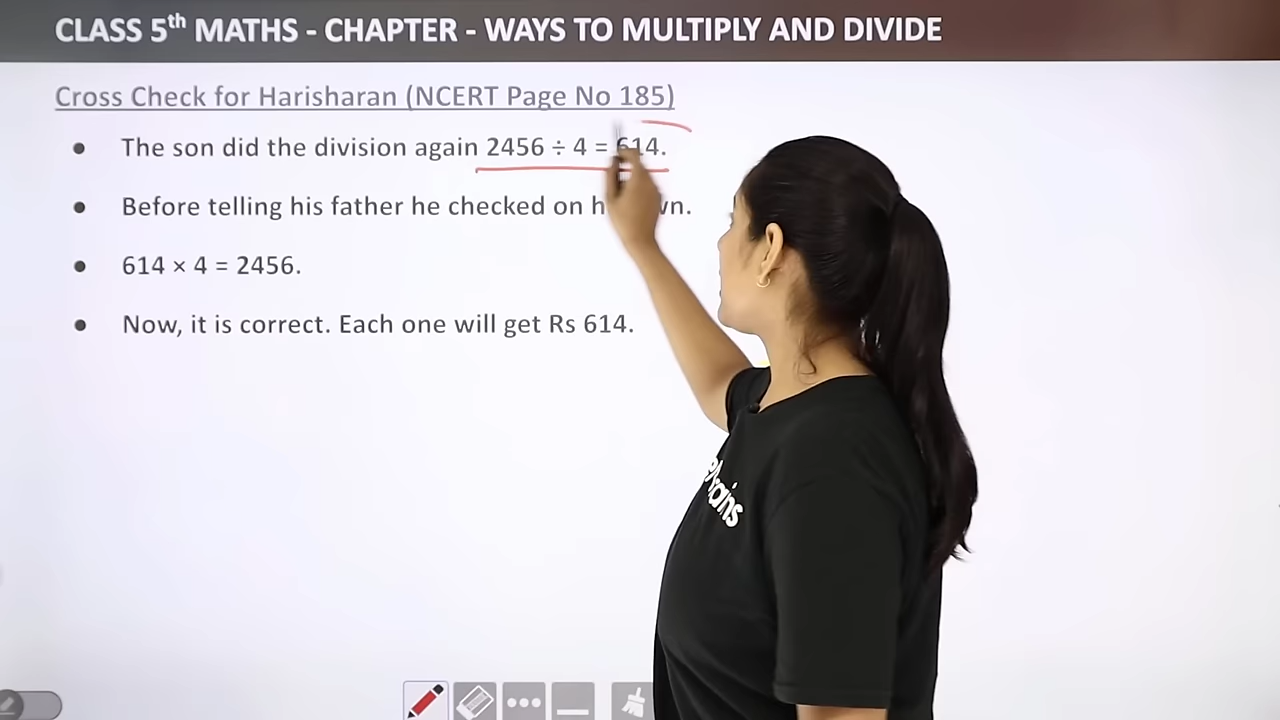 CLASS 5th MATHS - CHAPTER - WAYS TO MULTIPLY AND DIVIDE
Cross Check for Harisharan (NCERT Page No 185)
• The son did the division again 2456 ÷ 4 = 614.
• Before telling his father he checked on
• 614 × 4 = 2456.
• Now, it is correct. Each one will get Rs 614.